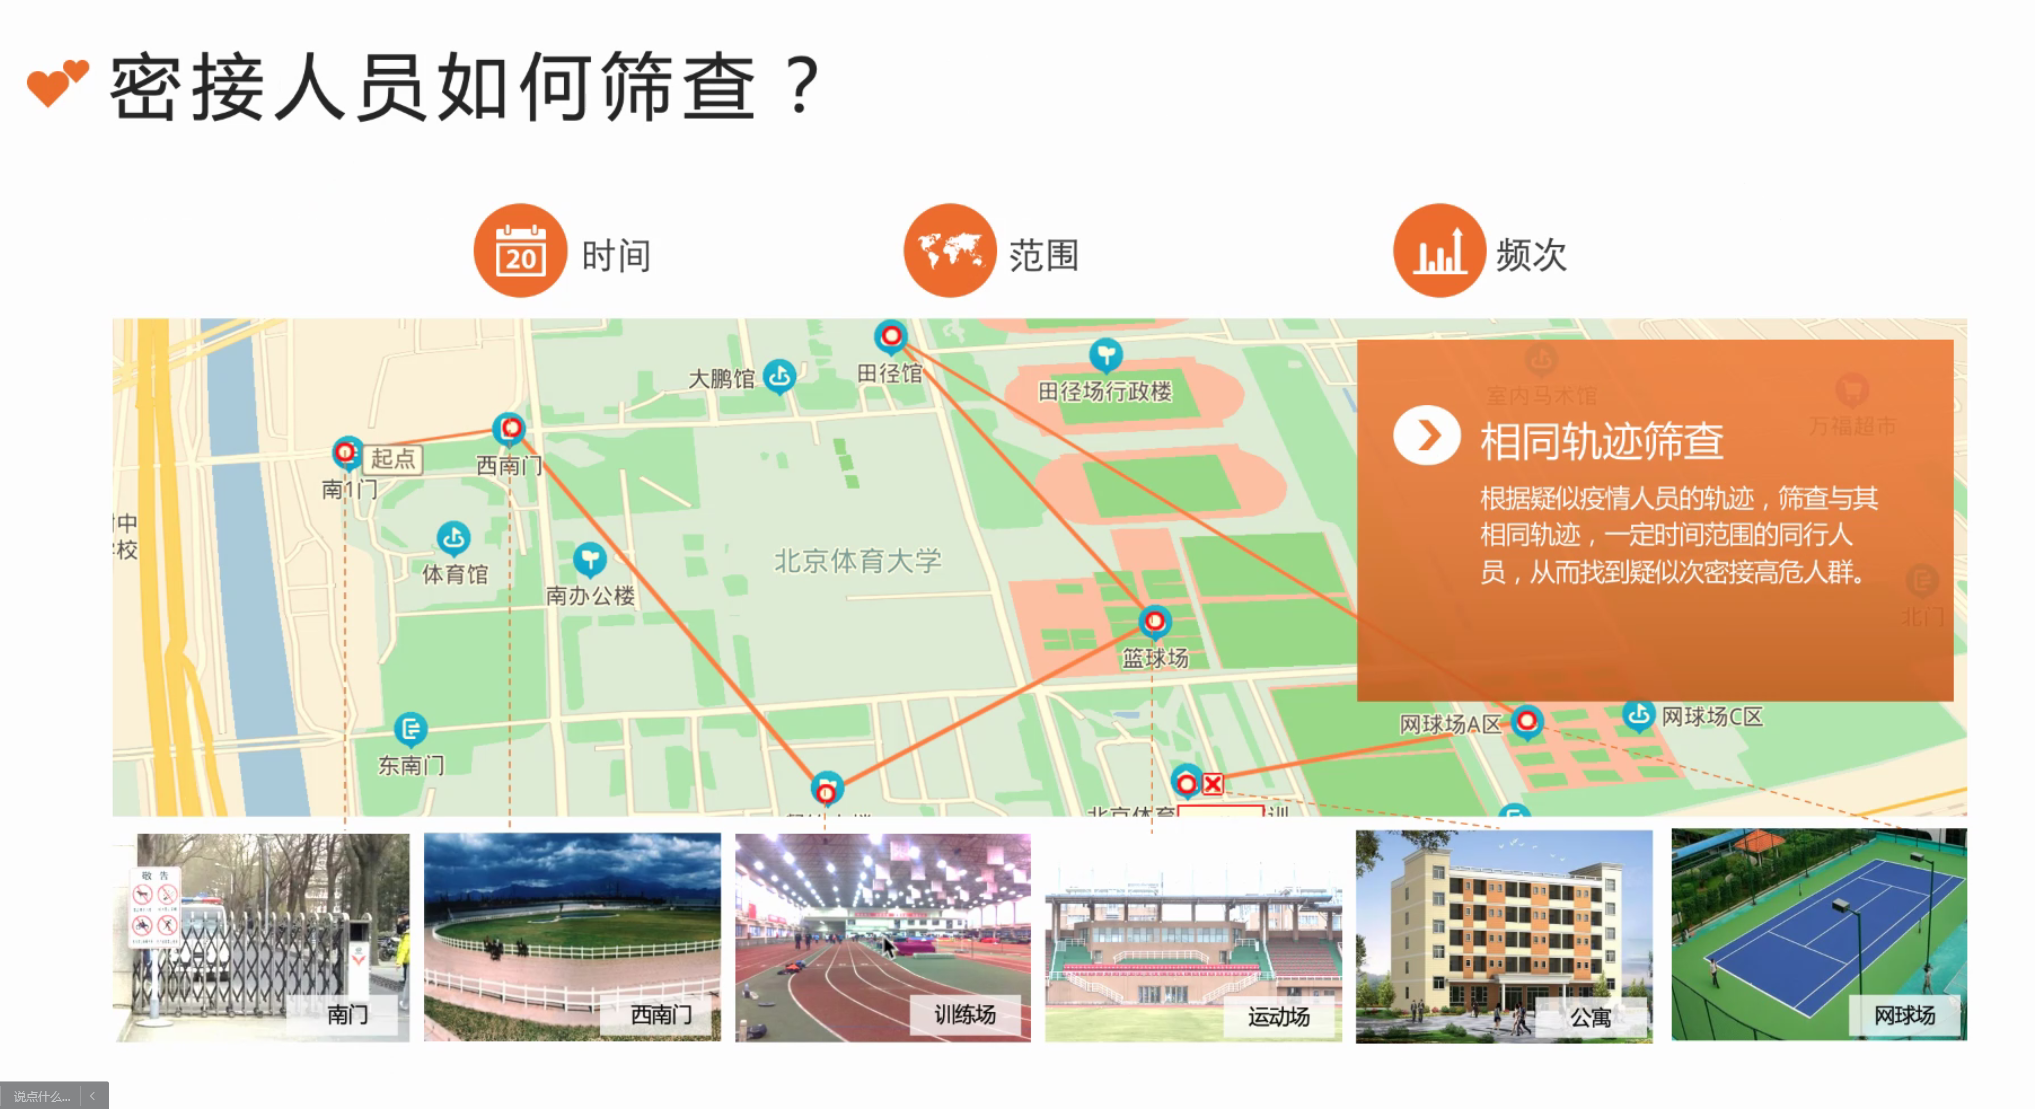 密接人员如何筛查？
20
时间
范围
频次
大鹏馆
田径馆
田径场行政楼
室内马术馆
万福超市
起点
南1门
西南门
相同轨迹筛查
根据疑似疫情人员的轨迹，筛查与其
相同轨迹，一定时间范围的同行人
员，从而找到疑似次密接高危人群。
中
校
体育馆
南办公楼
北京体育大学
北门
篮球场
东南门
网球场A区
网球场C区
北京体育
训
敬告
南门
西南门
训练场
运动场
公寓
网球场
说点什么...